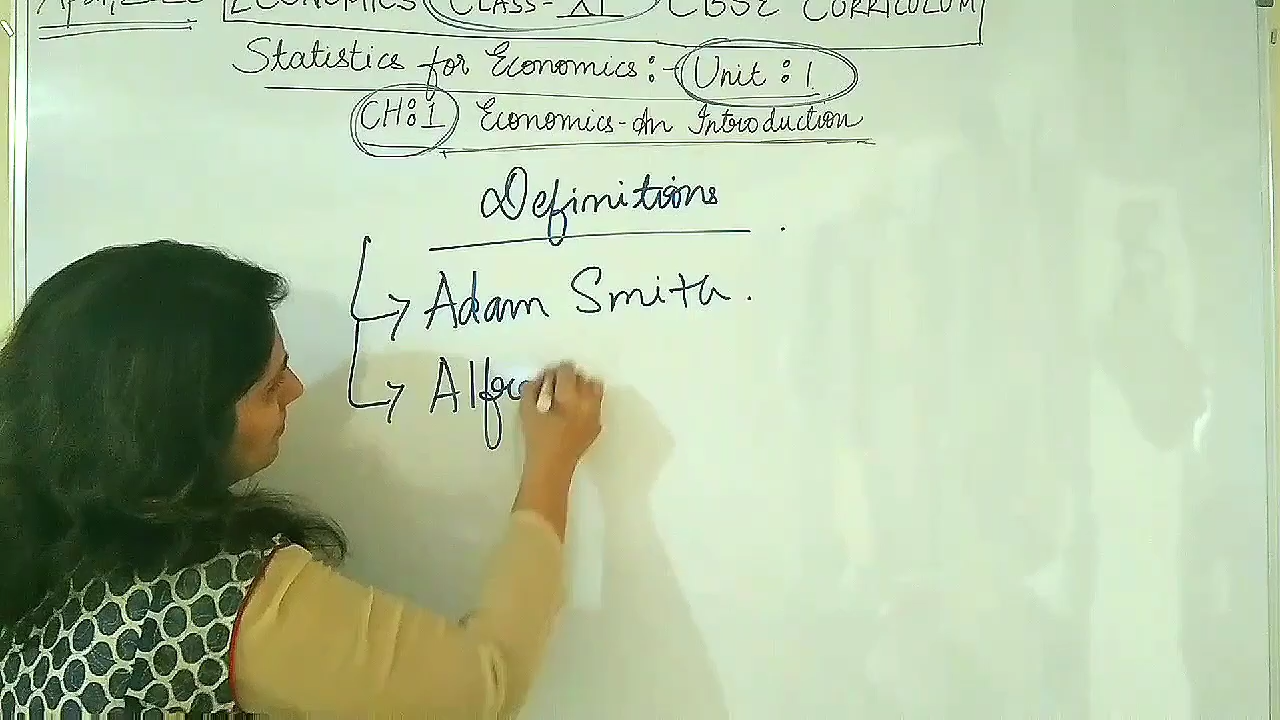 ECONOMICS CLASS-XI CBSE CURRICULUM
Statistics for Economics:- Unit: 1
CH:1 Economics-An Introduction
Definitions
→ Adam Smith.
→ Alf